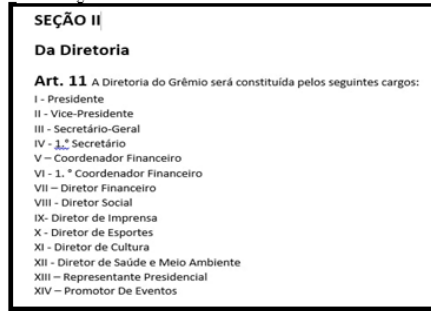 SEÇÃO II
Da Diretoria
Art. 11 A Diretoria do Grêmio será constituída pelos seguintes cargos:
I - Presidente
II - Vice-Presidente
III - Secretário-Geral
IV - 1.° Secretário
V – Coordenador Financeiro
VI - 1. ° Coordenador Financeiro
VII – Diretor Financeiro
VIII - Diretor Social
IX- Diretor de Imprensa
X - Diretor de Esportes
XI - Diretor de Cultura
XII - Diretor de Saúde e Meio Ambiente
XIII – Representante Presidencial
XIV – Promotor De Eventos